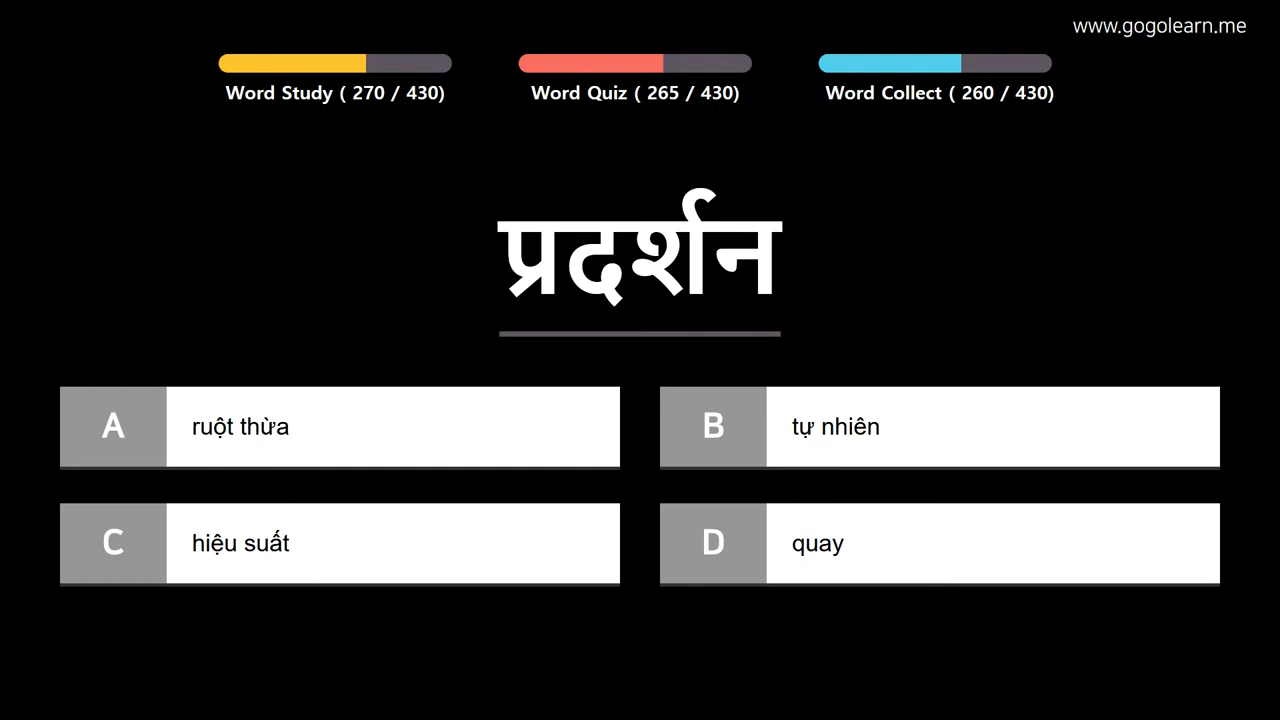 www.gogolearn.me
Word Study ( 270 / 430)
Word Quiz ( 265 / 430)
Word Collect ( 260 / 430)
प्रदर्शन
A
ruột thừa
B
tự nhiên
C
hiệu suất
D
quay